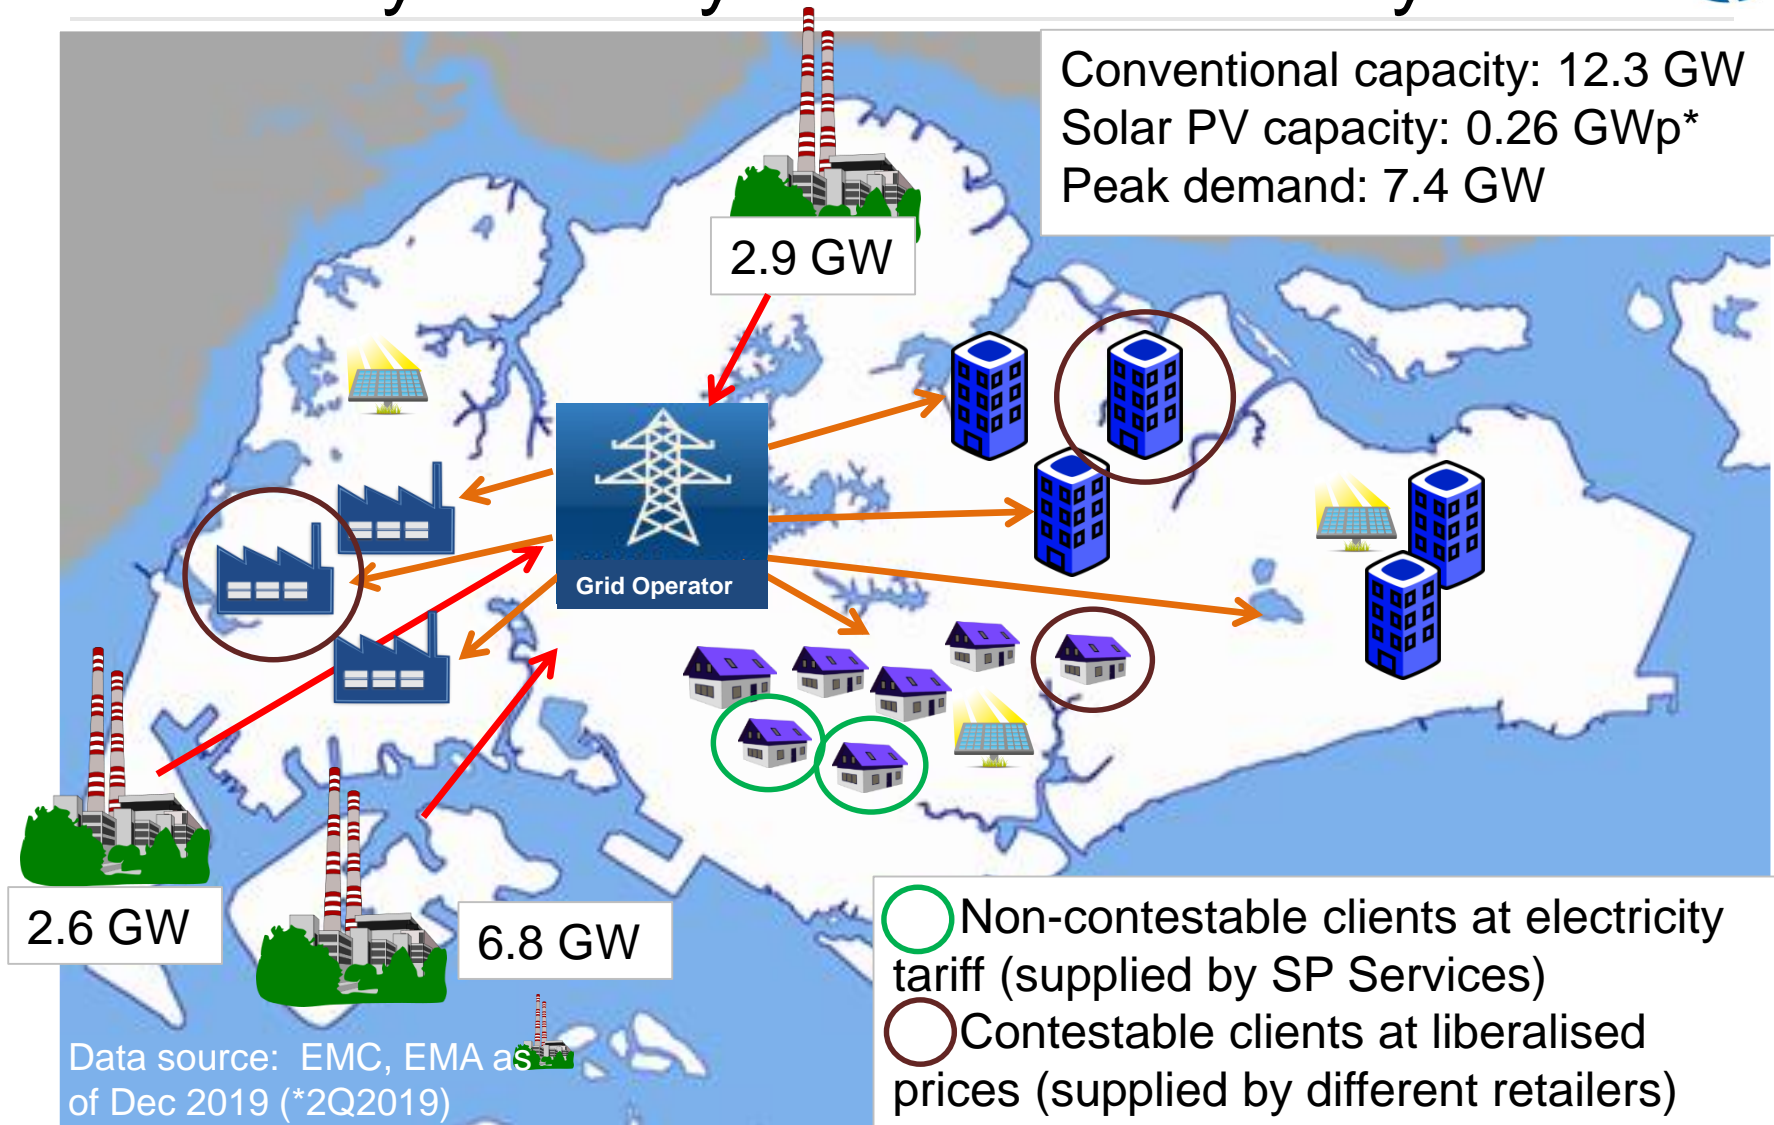 Conventional capacity: 12.3 GW
Solar PV capacity: 0.26 GWp*
Peak demand: 7.4 GW
2.9 GW
Grid Operator
2.6 GW
6.8 GW
Non-contestable clients at electricity
tariff (supplied by SP Services)
Contestable clients at liberalised
prices (supplied by different retailers)
Data source: EMC, EMA as
of Dec 2019 (*2Q2019)